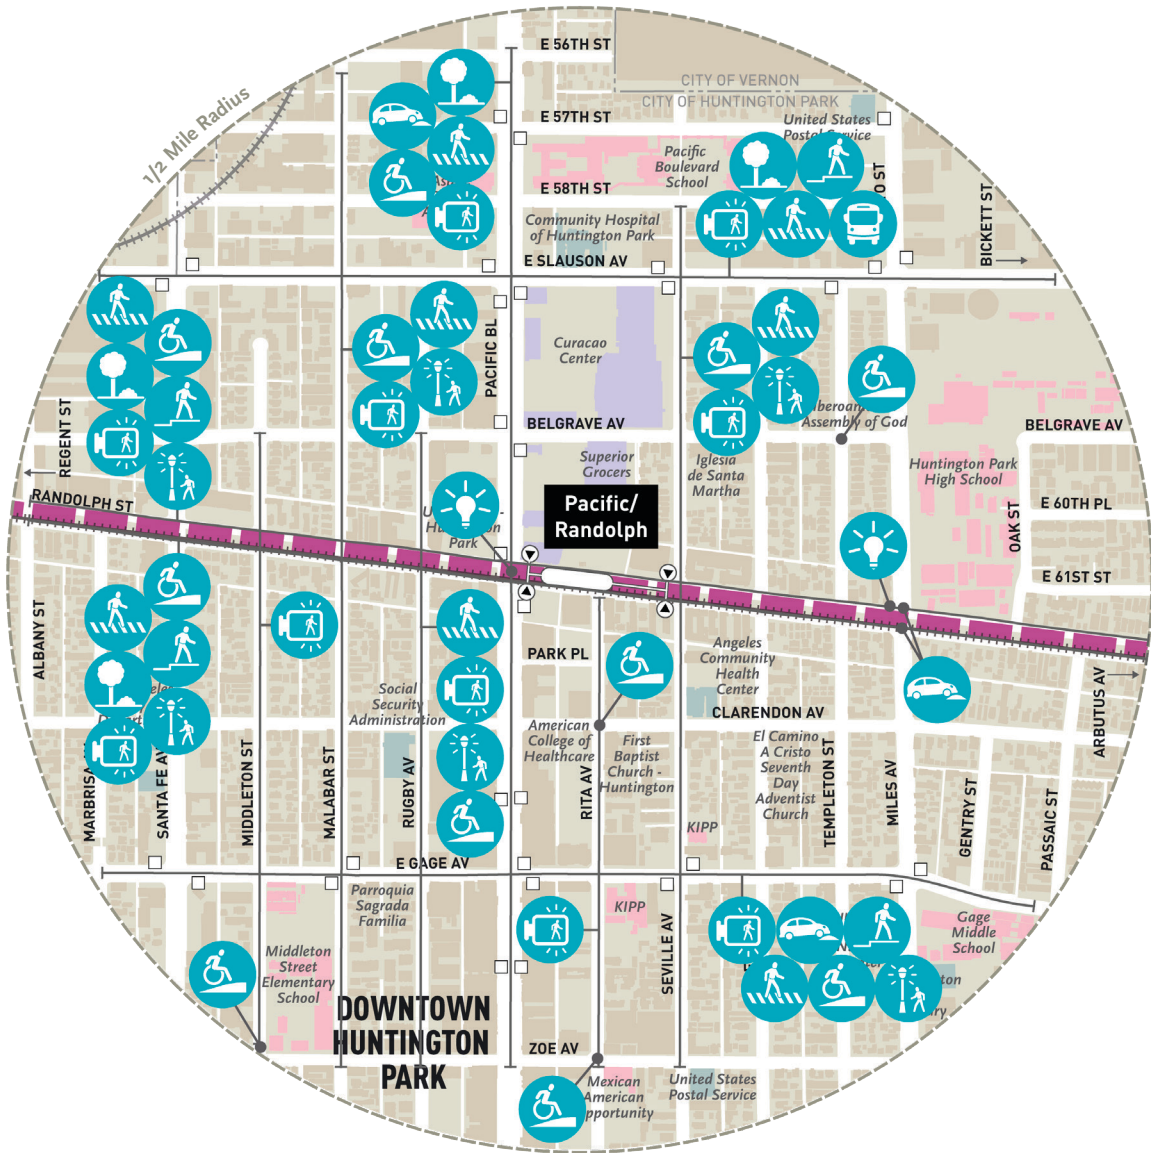 E 56TH ST
CITY OF VERNON
CITY OF HUNTINGTON PARK
1/2 Mile Radius
E 57TH ST
United States
Postal Service
Pacific
Boulevard
School
E 58TH ST
Community Hospital
of Huntington Park
E SLAUSON AV
BICKETT ST
PACIFIC BL
Curacao
Center
BELGRAVE AV
Assembly of God
BELGRAVE AV
REGENT ST
Superior
Grocers
Iglesia
de Santa
Martha
Huntington Park
High School
RANDOLPH ST
Pacific/
Randolph
Park
OAK ST
E 60TH PL
E 61ST ST
ALBANY ST
PARK PL
Angeles
Community
Health
Center
Social
Security
Administration
CLARENDON AV
ARBUTUS AV
American
College of
Healthcare
First
Baptist
Church -
Huntington
El Camino
A Cristo
Seventh
Day
Adventist
Church
SANTA FE AV
MIDDLETON ST
MALABAR ST
RUGBY AV
RITA AV
TEMPLETON ST
MILES AV
GENTRY ST
PASSAIC ST
KIPP
E GAGE AV
Parroquia
Sagrada
Familia
KIPP
SEVILLE AV
Gage
Middle
School
Middleton
Street
Elementary
School
DOWNTOWN
HUNTINGTON
PARK
ZOE AV
Mexican
American
United States
Postal Service